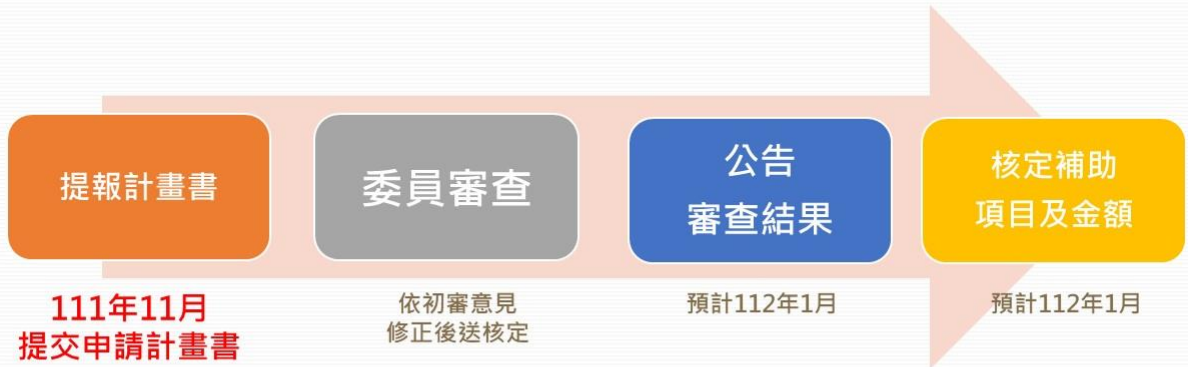 提報計畫書
111年11月
提交申請計畫書
委員審查
依初審意見
修正後送核定
公告
審查結果
預計112年1月
核定補助
項目及金額
預計112年1月